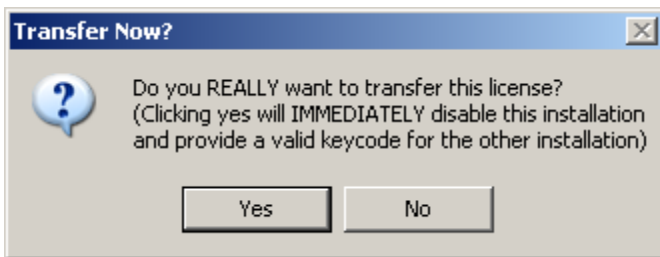 Transfer Now?
Do you REALLY want to transfer this license?
(Clicking yes will IMMEDIATELY disable this installation
and provide a valid keycode for the other installation)
Yes
No